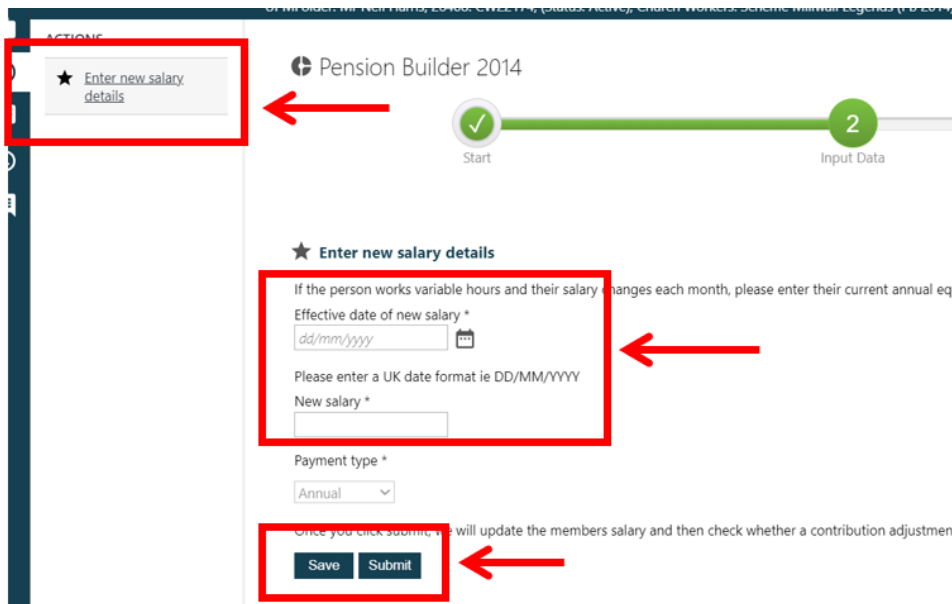 ACTIONS
Enter new salary
details
Pension Builder 2014
2
Start
Input Data
Enter new salary details
If the person works variable hours and their salary changes each month, please enter their current annual eq
Effective date of new salary *
dd/mm/yyyy
Please enter a UK date format ie DD/MM/YYYY
New salary *
Payment type *
Annual
Once you click submit, we will update the members salary and then check whether a contribution adjustmen
Save Submit